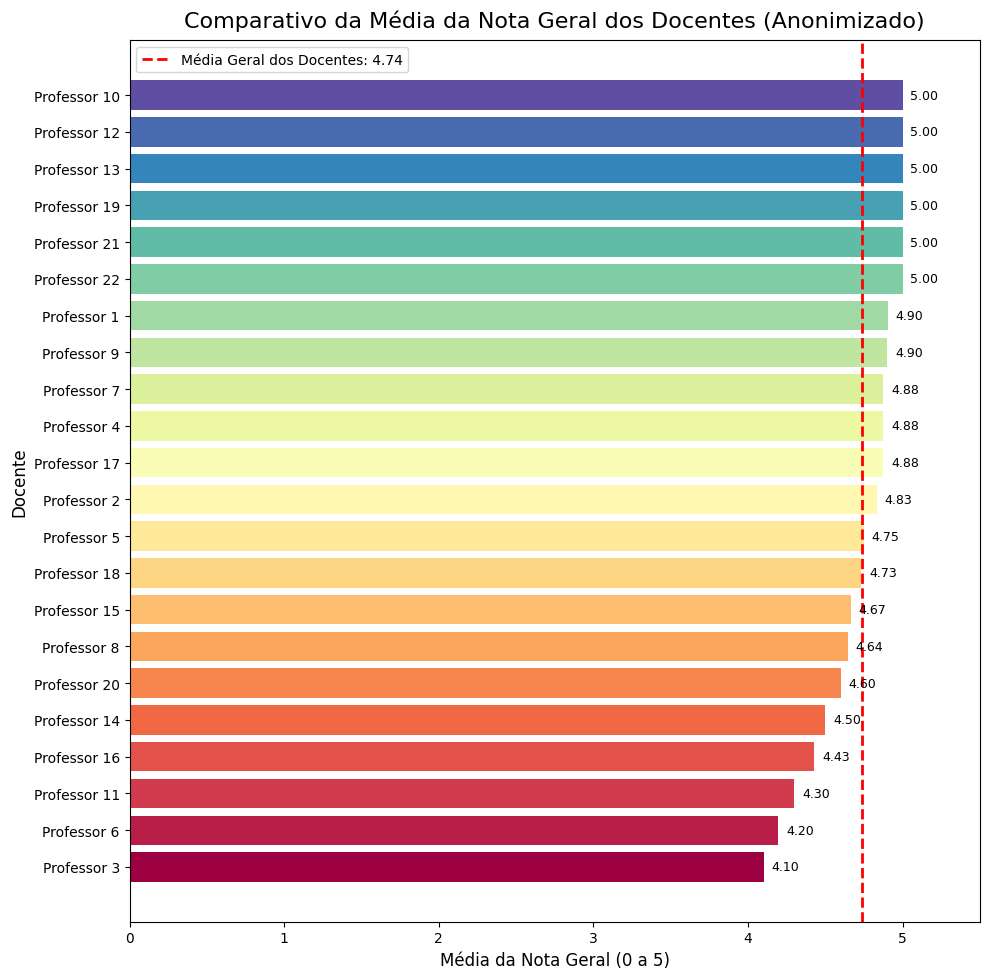 Comparativo da Média da Nota Geral dos Docentes (Anonimizado)
Média Geral dos Docentes: 4.74
Professor 10 5.00
Professor 12 5.00
Professor 13 5.00
Professor 19 5.00
Professor 21 5.00
Professor 22 5.00
Professor 1 4.90
Professor 9 4.90
Professor 7 4.88
Professor 4 4.88
Professor 17 4.88
Professor 2 4.83
Professor 5 4.75
Professor 18 4.73
Professor 15 4.67
Professor 8 4.64
Professor 20 4.60
Professor 14 4.50
Professor 16 4.43
Professor 11 4.30
Professor 6 4.20
Professor 3 4.10
Docente
0 1 2 3 4 5
Média da Nota Geral (0 a 5)